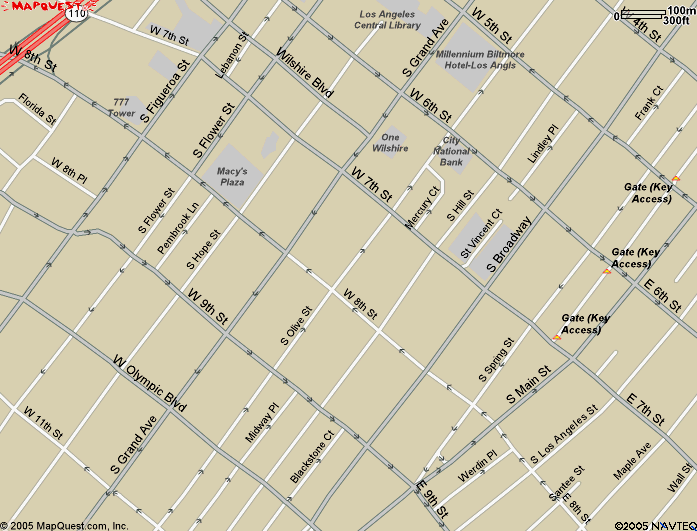 MAPQUEST
110
W 7th St
W 8th St
Florida St
W 8th Pl
777
Tower
S Figueroa St
Lebanon St
S Flower St
Wilshire Blvd
Los Angeles
Central Library
S Grand Ave
W 5th St
W 4th St
0
100m
300ft
Millennium Biltmore
Hotel-Los Angls
W 6th St
Frank Ct
Lindley Pl
One
Wilshire
City
National
Bank
Macy's
Plaza
W 7th St
Mercury Ct
S Hill St
St Vincent Ct
S Broadway
Gate (Key
Access)
Gate (Key
Access)
Gate (Key
Access)
E 6th St
S Flower St
Pembrook Ln
S Hope St
W 9th St
S Olive St
W 8th St
S Spring St
S Main St
E 7th St
W Olympic Blvd
W 11th St
S Grand Ave
Midway Pl
Blackstone Ct
E 9th St
Werdin Pl
S Los Angeles St
Santee St
E 8th St
Maple Ave
Wall St
© 2005 MapQuest.com, Inc.
©2005 NAVTEQ